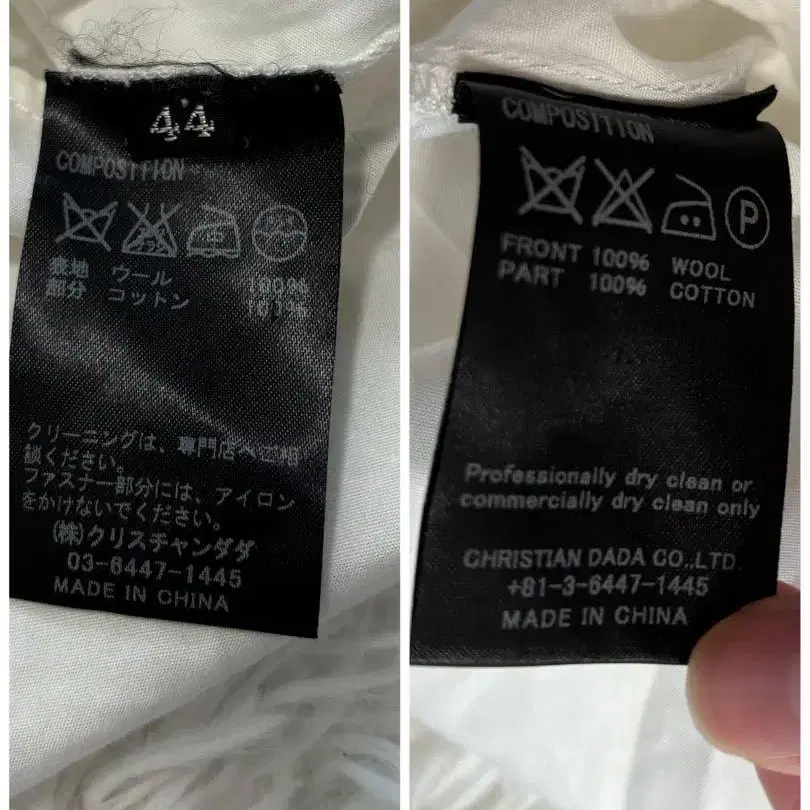 44
COMPOSITION
表地 ウール 100%
部分 コットン 100%
クリーニングは、専門店へご相
談ください。
ファスナー部分には、アイロン
をかけないでください。
(株)クリスチャンダダ
03-6447-1445
MADE IN CHINA
COMPOSITION
P
FRONT 100% WOOL
PART 100% COTTON
Professionally dry clean or
commercially dry clean only
CHRISTIAN DADA CO.,LTD.
+81-3-6447-1445
MADE IN CHINA